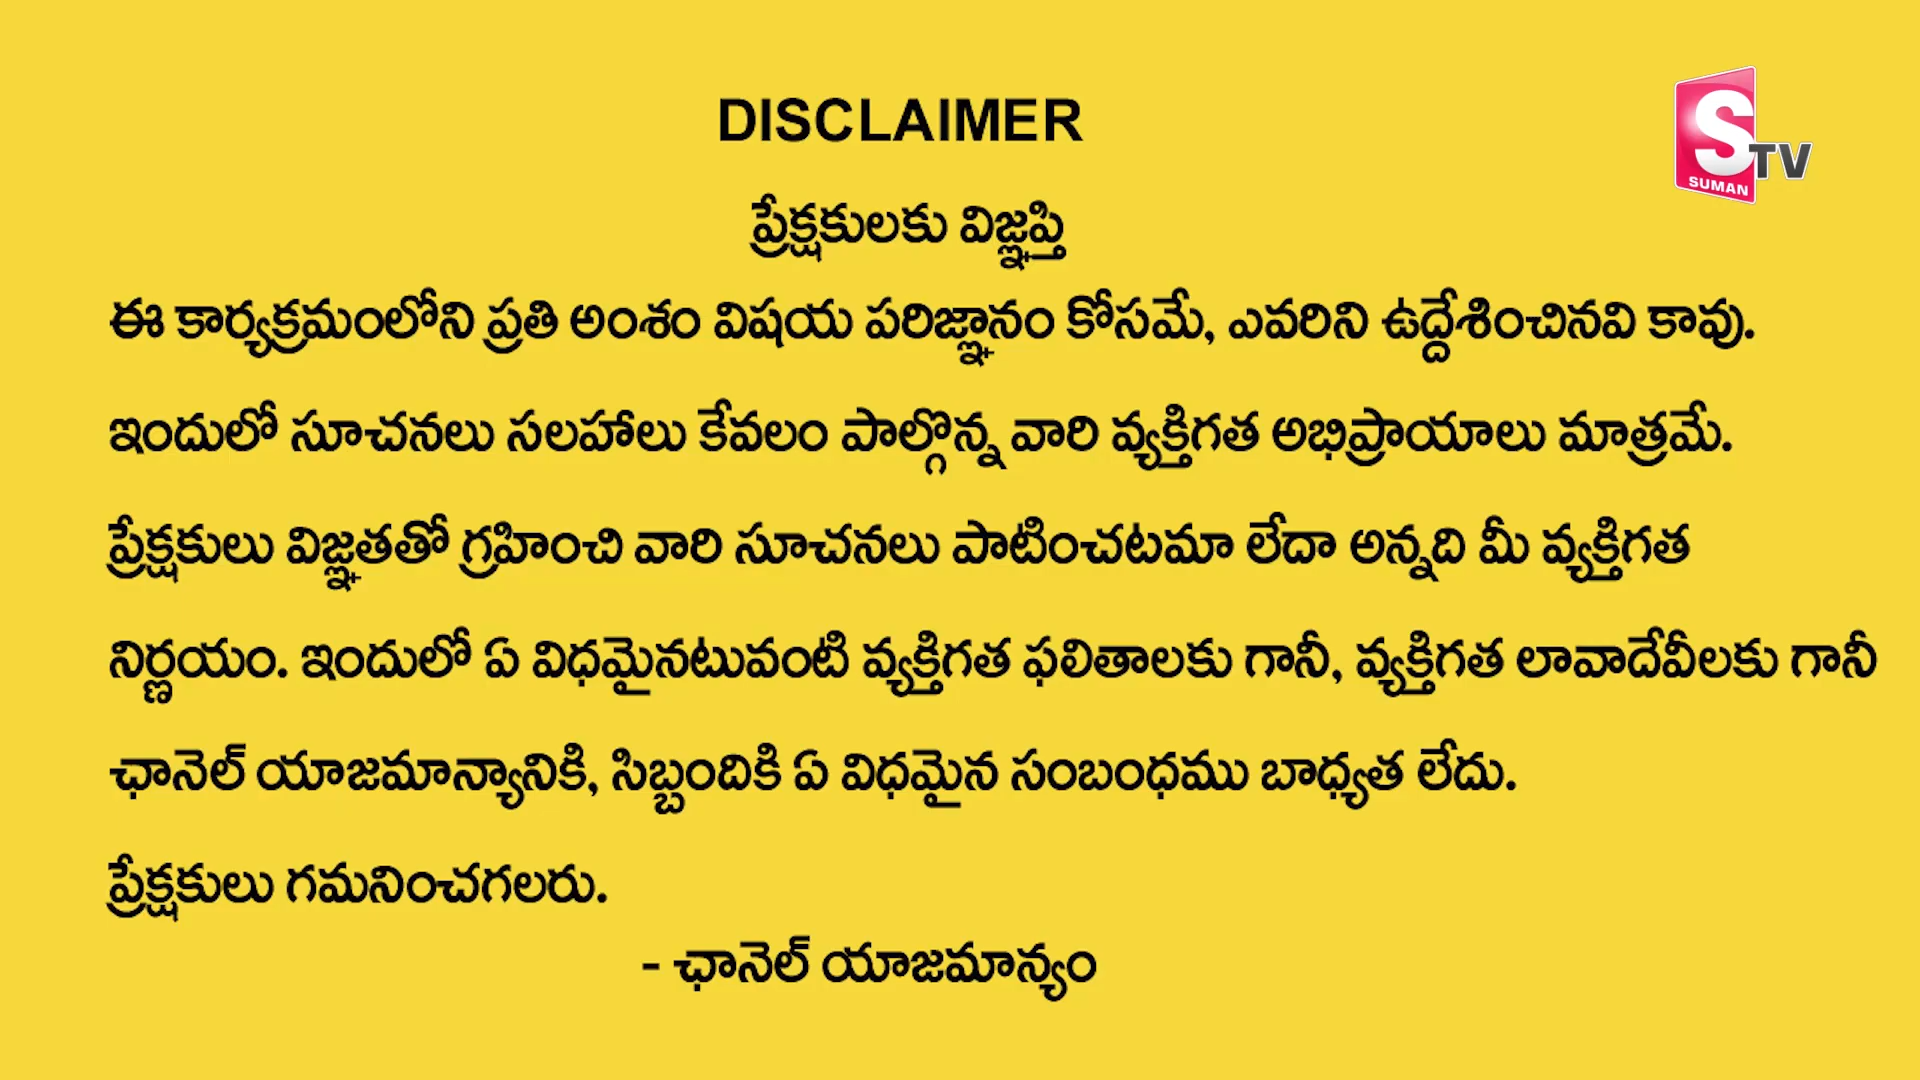 DISCLAIMER
S TV
SUMAN
ప్రేక్షకులకు విజ్ఞప్తి
ఈ కార్యక్రమంలోని ప్రతి అంశం విషయ పరిజ్ఞానం కోసమే, ఎవరిని ఉద్దేశించినవి కావు.
ఇందులో సూచనలు సలహాలు కేవలం పాల్గొన్న వారి వ్యక్తిగత అభిప్రాయాలు మాత్రమే.
ప్రేక్షకులు విజ్ఞతతో గ్రహించి వారి సూచనలు పాటించటమా లేదా అన్నది మీ వ్యక్తిగత
నిర్ణయం. ఇందులో ఏ విధమైనటువంటి వ్యక్తిగత ఫలితాలకు గానీ, వ్యక్తిగత లావాదేవీలకు గానీ
ఛానెల్ యాజమాన్యానికి, సిబ్బందికి ఏ విధమైన సంబంధము బాధ్యత లేదు.
ప్రేక్షకులు గమనించగలరు.
- ఛానెల్ యాజమాన్యం